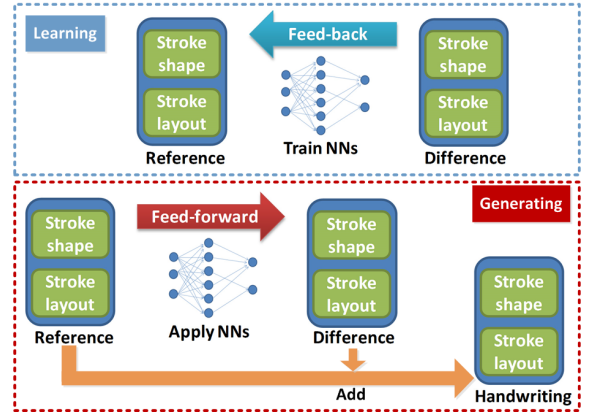 Learning
Stroke
shape
Stroke
layout
Reference
Feed-back
Train NNs
Stroke
shape
Stroke
layout
Difference
Generating
Stroke
shape
Stroke
layout
Reference
Feed-forward
Apply NNs
Stroke
shape
Stroke
layout
Difference
Add
Stroke
shape
Stroke
layout
Handwriting